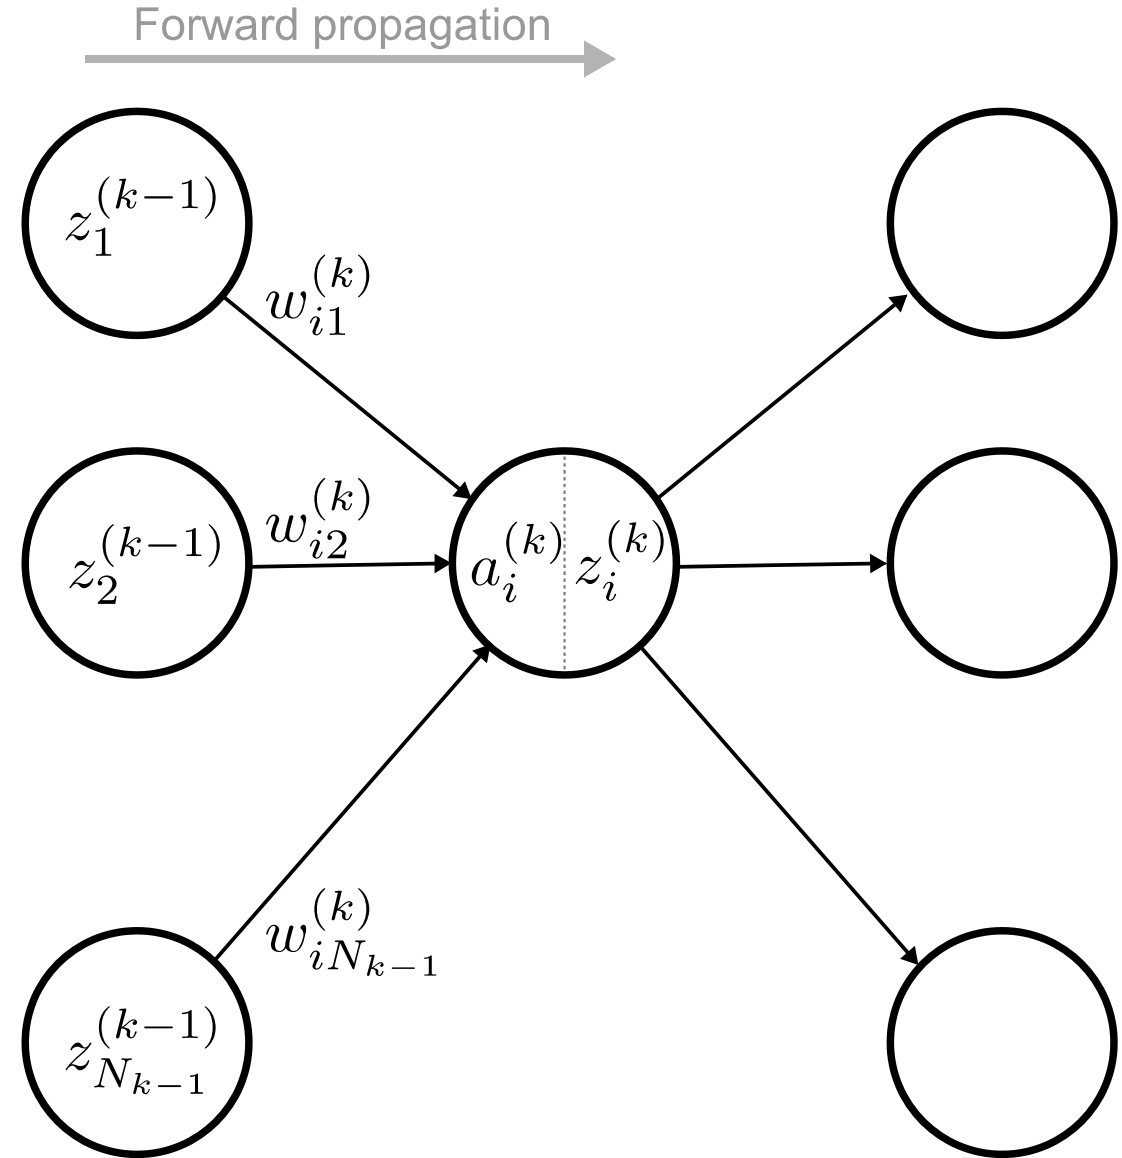 Forward propagation
z_1^{(k-1)}
w_{i1}^{(k)}
z_2^{(k-1)}
w_{i2}^{(k)}
a_i^{(k)} z_i^{(k)}
w_{iN_{k-1}}^{(k)}
z_{N_{k-1}}^{(k-1)}